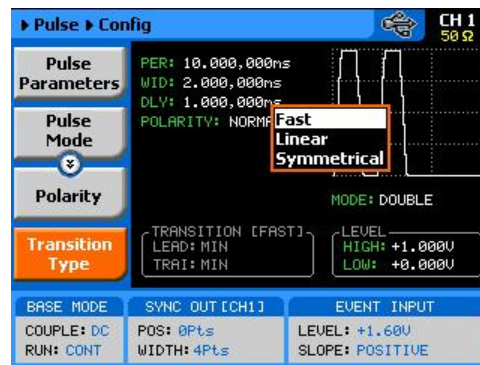 Pulse Config
CH 1
50 Ω
Pulse
Parameters
Pulse
Mode
Polarity
Transition
Type
PER: 10.000,000ns
WID: 2.000,000ns
DLY: 1.000,000ns
POLARITY:
Fast
Linear
Symmetrical
MODE: DOUBLE
TRANSITION [FAST]
LEAD: MIN
TRAI: MIN
LEVEL
HIGH: +1.000V
LOW: +0.000V
BASE MODE
COUPLE: DC
RUN: CONT
SYNC OUT [CH1]
POS: 0Pts
WIDTH: 4Pts
EVENT INPUT
LEVEL: +1.60V
SLOPE: POSITIVE